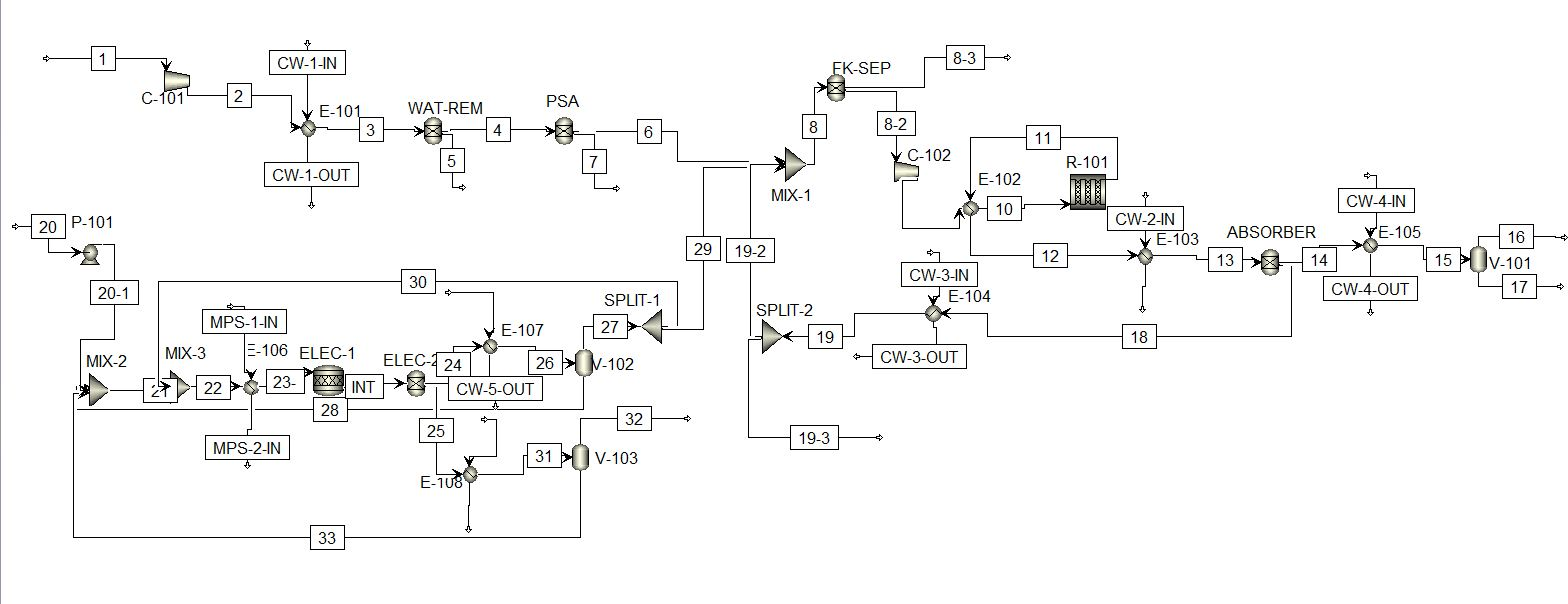 1
C-101
2
CW-1-IN
E-101
CW-1-OUT
3
WAT-REM
4
5
PSA
6
7
MIX-1
8
FK-SEP
8-3
8-2
C-102
E-102
10
11
R-101
12
CW-2-IN
E-103
13
ABSORBER
14
CW-4-IN
E-105
CW-4-OUT
15
16
V-101
17
18
CW-3-IN
E-104
CW-3-OUT
19
SPLIT-2
19-2
19-3
20
P-101
20-1
MIX-2
21
MIX-3
22
MPS-1-IN
E-106
MPS-2-IN
23-
ELEC-1
INT
ELEC-2
24
E-107
CW-5-OUT
26
V-102
27
SPLIT-1
29
30
28
25
E-108
31
V-103
32
33